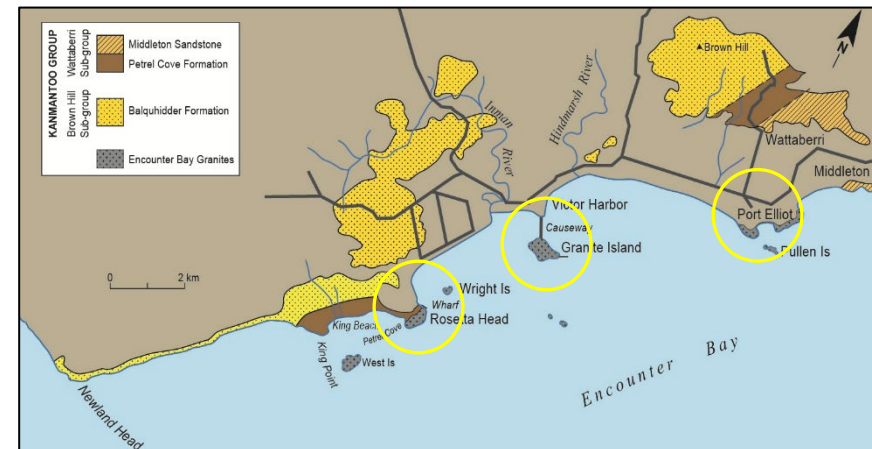 KANMANTOO GROUP
Wattaberri
Sub-group
Middleton Sandstone
Petrel Cove Formation
Brown Hill
Sub-group
Balquhidder Formation
Encounter Bay Granites
N
Brown Hill
Inman
River
Hindmarsh River
Wattaberri
Middleton
Victor Harbor
Port Elliot
Causeway
Granite Island
Pullen Is
0 2 km
Wright Is
Wharf
King Beach
Petrel Cove
Rosetta Head
King Point
West Is
Newland Head
Encounter Bay